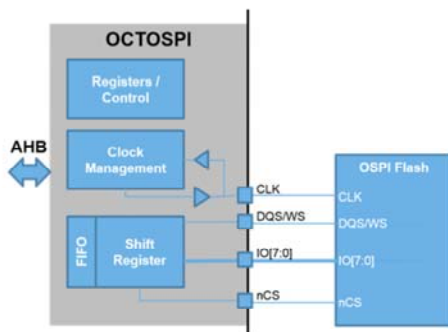 OCTOSPI
Registers /
Control
AHB
Clock
Management
FIFO
Shift
Register
CLK
DQS/WS
IO[7:0]
nCS
OSPI Flash
CLK
DQS/WS
IO[7:0]
nCS